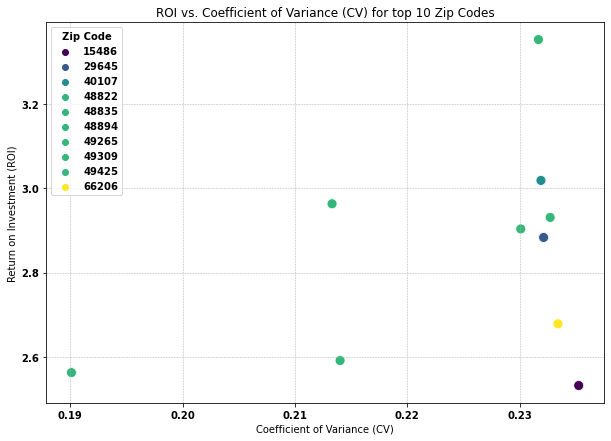 ROI vs. Coefficient of Variance (CV) for top 10 Zip Codes
Zip Code
15486
29645
40107
48822
48835
48894
49265
49309
49425
66206
Return on Investment (ROI)
3.2
3.0
2.8
2.6
0.19 0.20 0.21 0.22 0.23
Coefficient of Variance (CV)